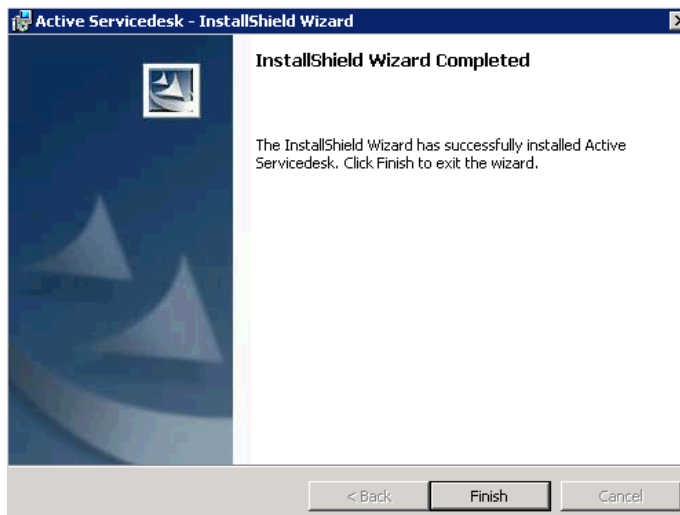 Active Servicedesk - InstallShield Wizard
InstallShield Wizard Completed
The InstallShield Wizard has successfully installed Active
Servicedesk. Click Finish to exit the wizard.
< Back Finish Cancel